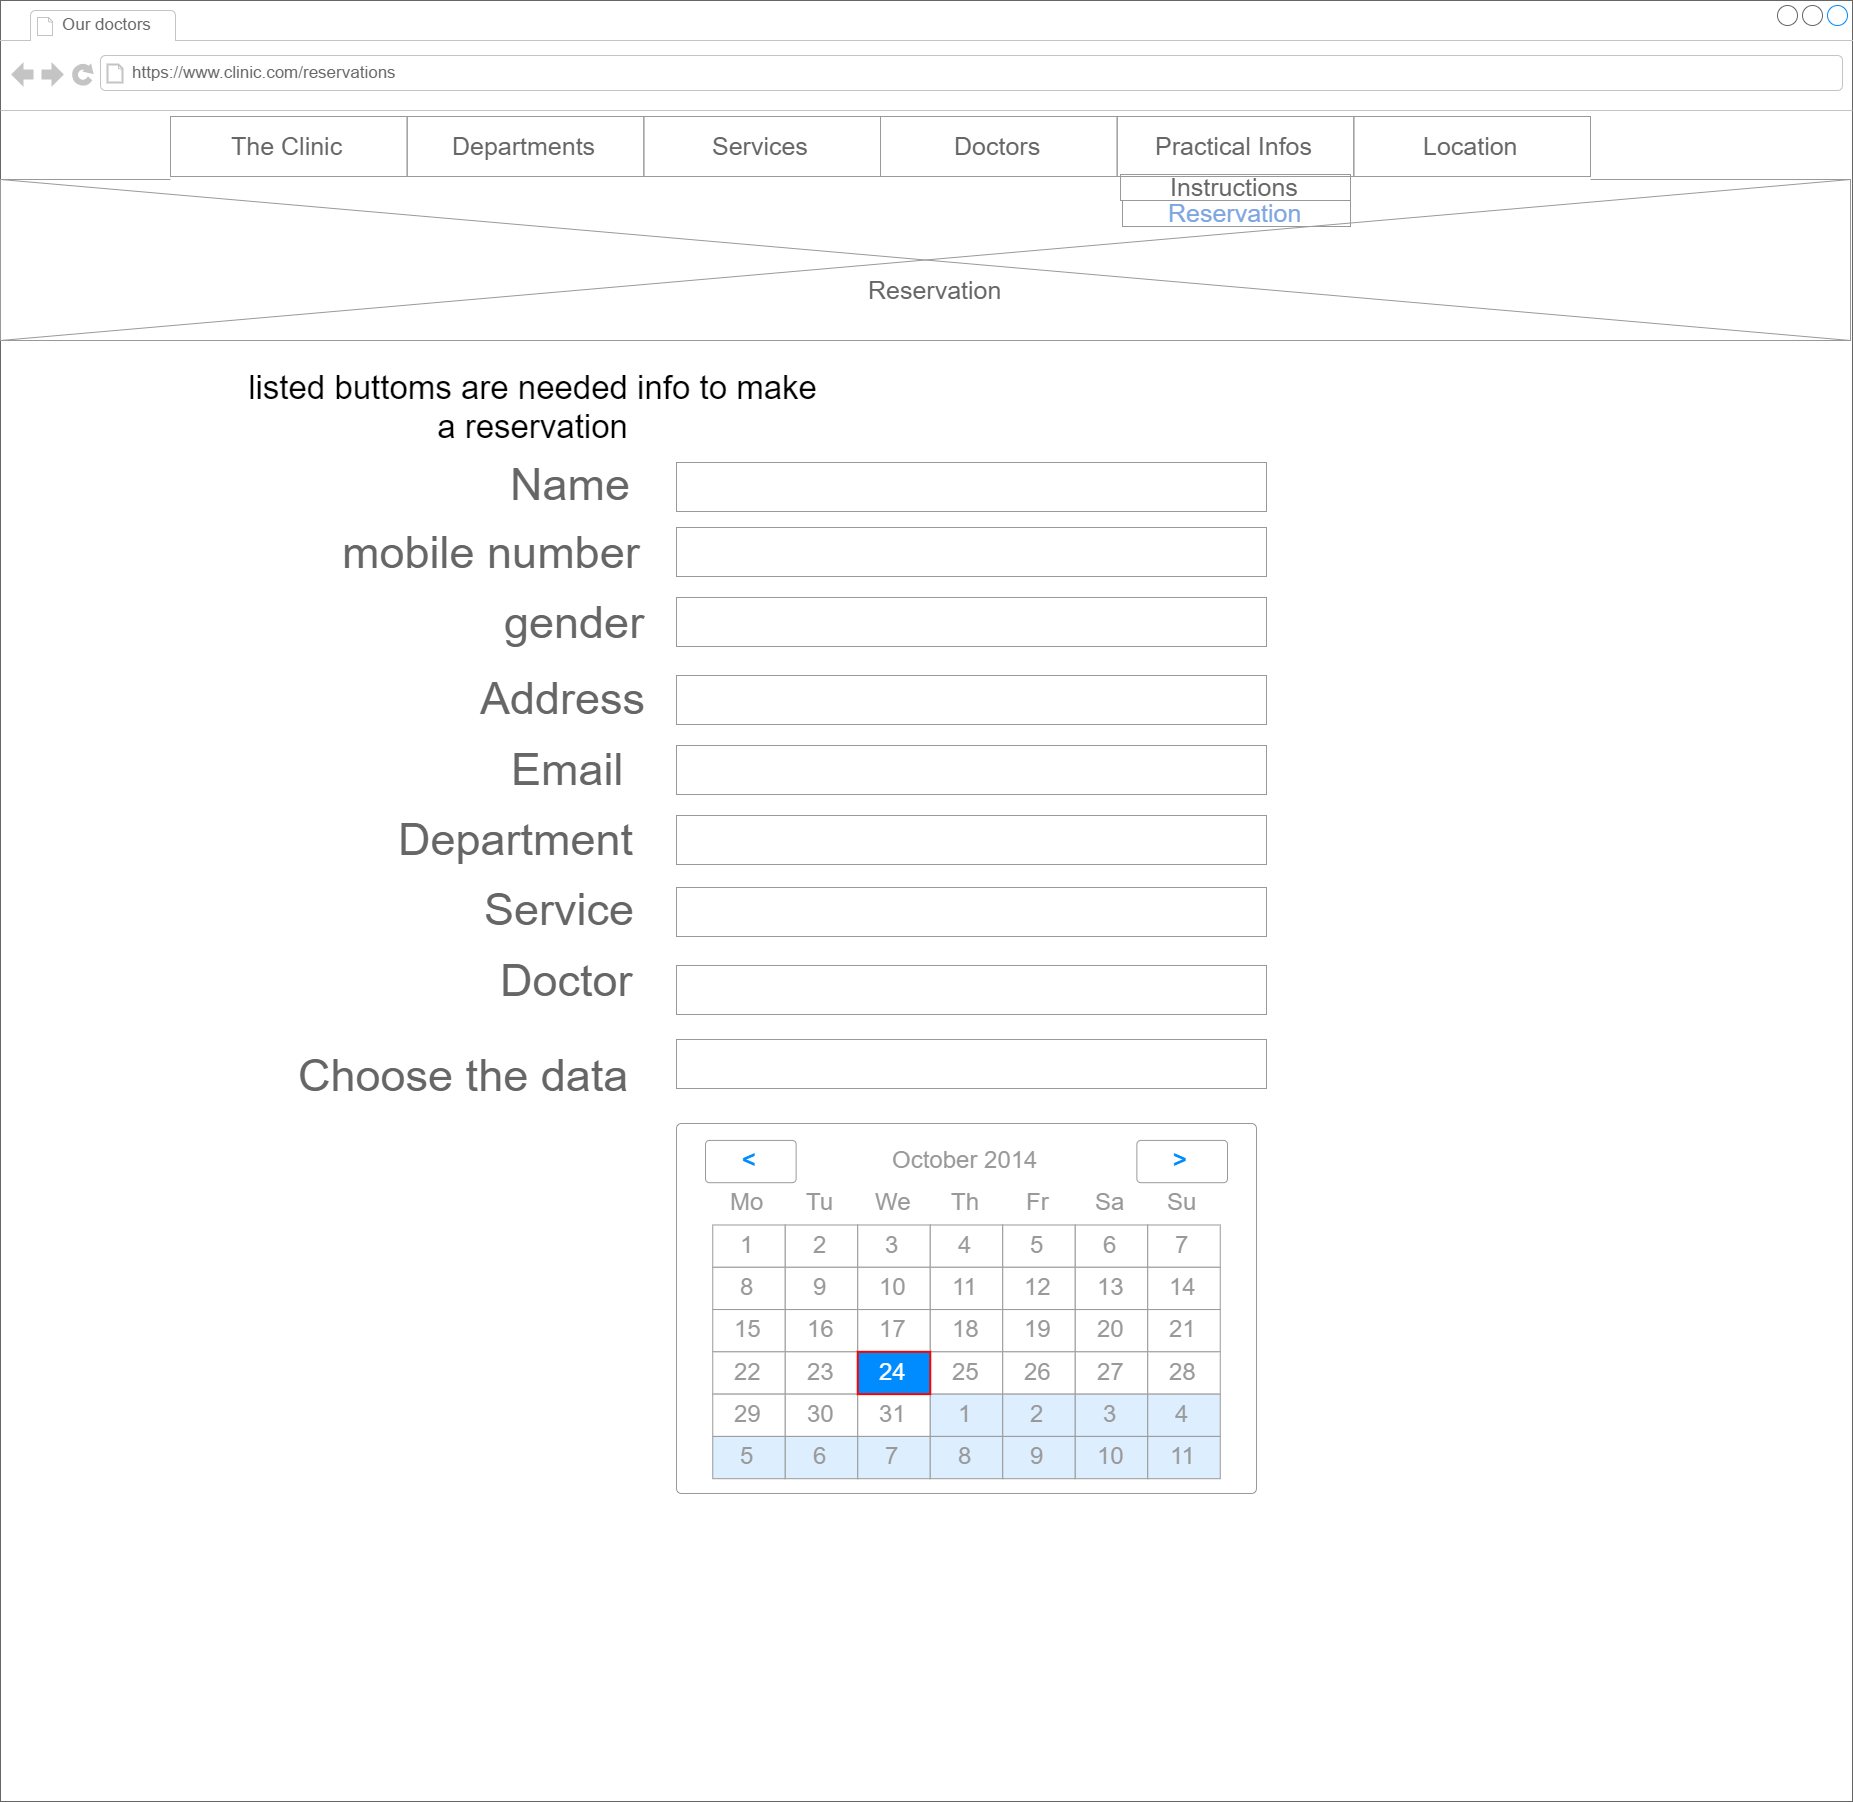 Our doctors
https://www.clinic.com/reservations
The Clinic Departments Services Doctors Practical Infos Location
Instructions
Reservation
Reservation
listed buttoms are needed info to make
a reservation
Name
mobile number
gender
Address
Email
Department
Service
Doctor
Choose the data
< October 2014 >
Mo Tu We Th Fr Sa Su
1 2 3 4 5 6 7
8 9 10 11 12 13 14
15 16 17 18 19 20 21
22 23 24 25 26 27 28
29 30 31 1 2 3 4
5 6 7 8 9 10 11